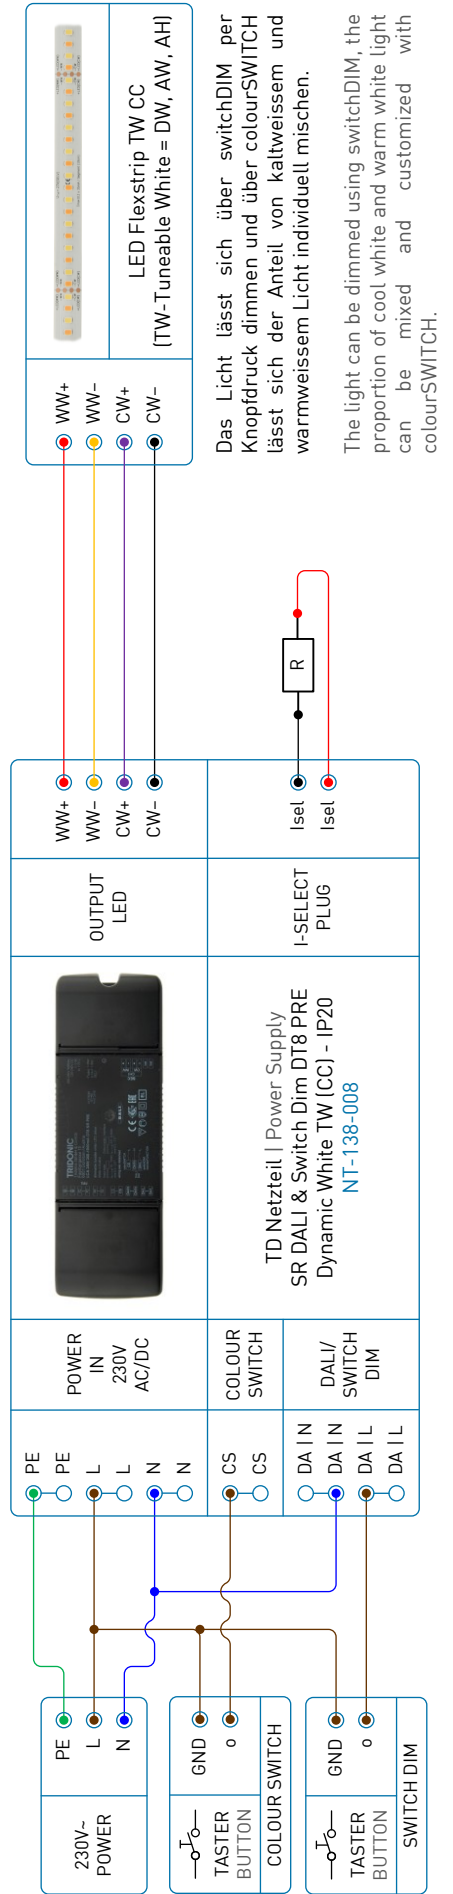 230V~
POWER
PE
L
N
TASTER
BUTTON
GND
o
COLOUR SWITCH
TASTER
BUTTON
GND
o
SWITCH DIM
PE
PE
L
L
N
N
CS
CS
DA | N
DA | N
DA | L
DA | L
POWER
IN
230V
AC/DC
COLOUR
SWITCH
DALI/
SWITCH
DIM
TRIDONIC
TD Netzteil | Power Supply
SR DALI & Switch Dim DT8 PRE
Dynamic White TW (CC) - IP20
NT-138-008
OUTPUT
LED
I-SELECT
PLUG
WW+
WW-
CW+
CW-
Isel
Isel
R
WW+
WW-
CW+
CW-
LED Flexstrip TW CC
(TW-Tuneable White = DW, AW, AH)
Das Licht lässt sich über switchDIM per
Knopfdruck dimmen und über colourSWITCH
lässt sich der Anteil von kaltweissem und
warmweissem Licht individuell mischen.
The light can be dimmed using switchDIM, the
proportion of cool white and warm white light
can be mixed and customized with
colourSWITCH.